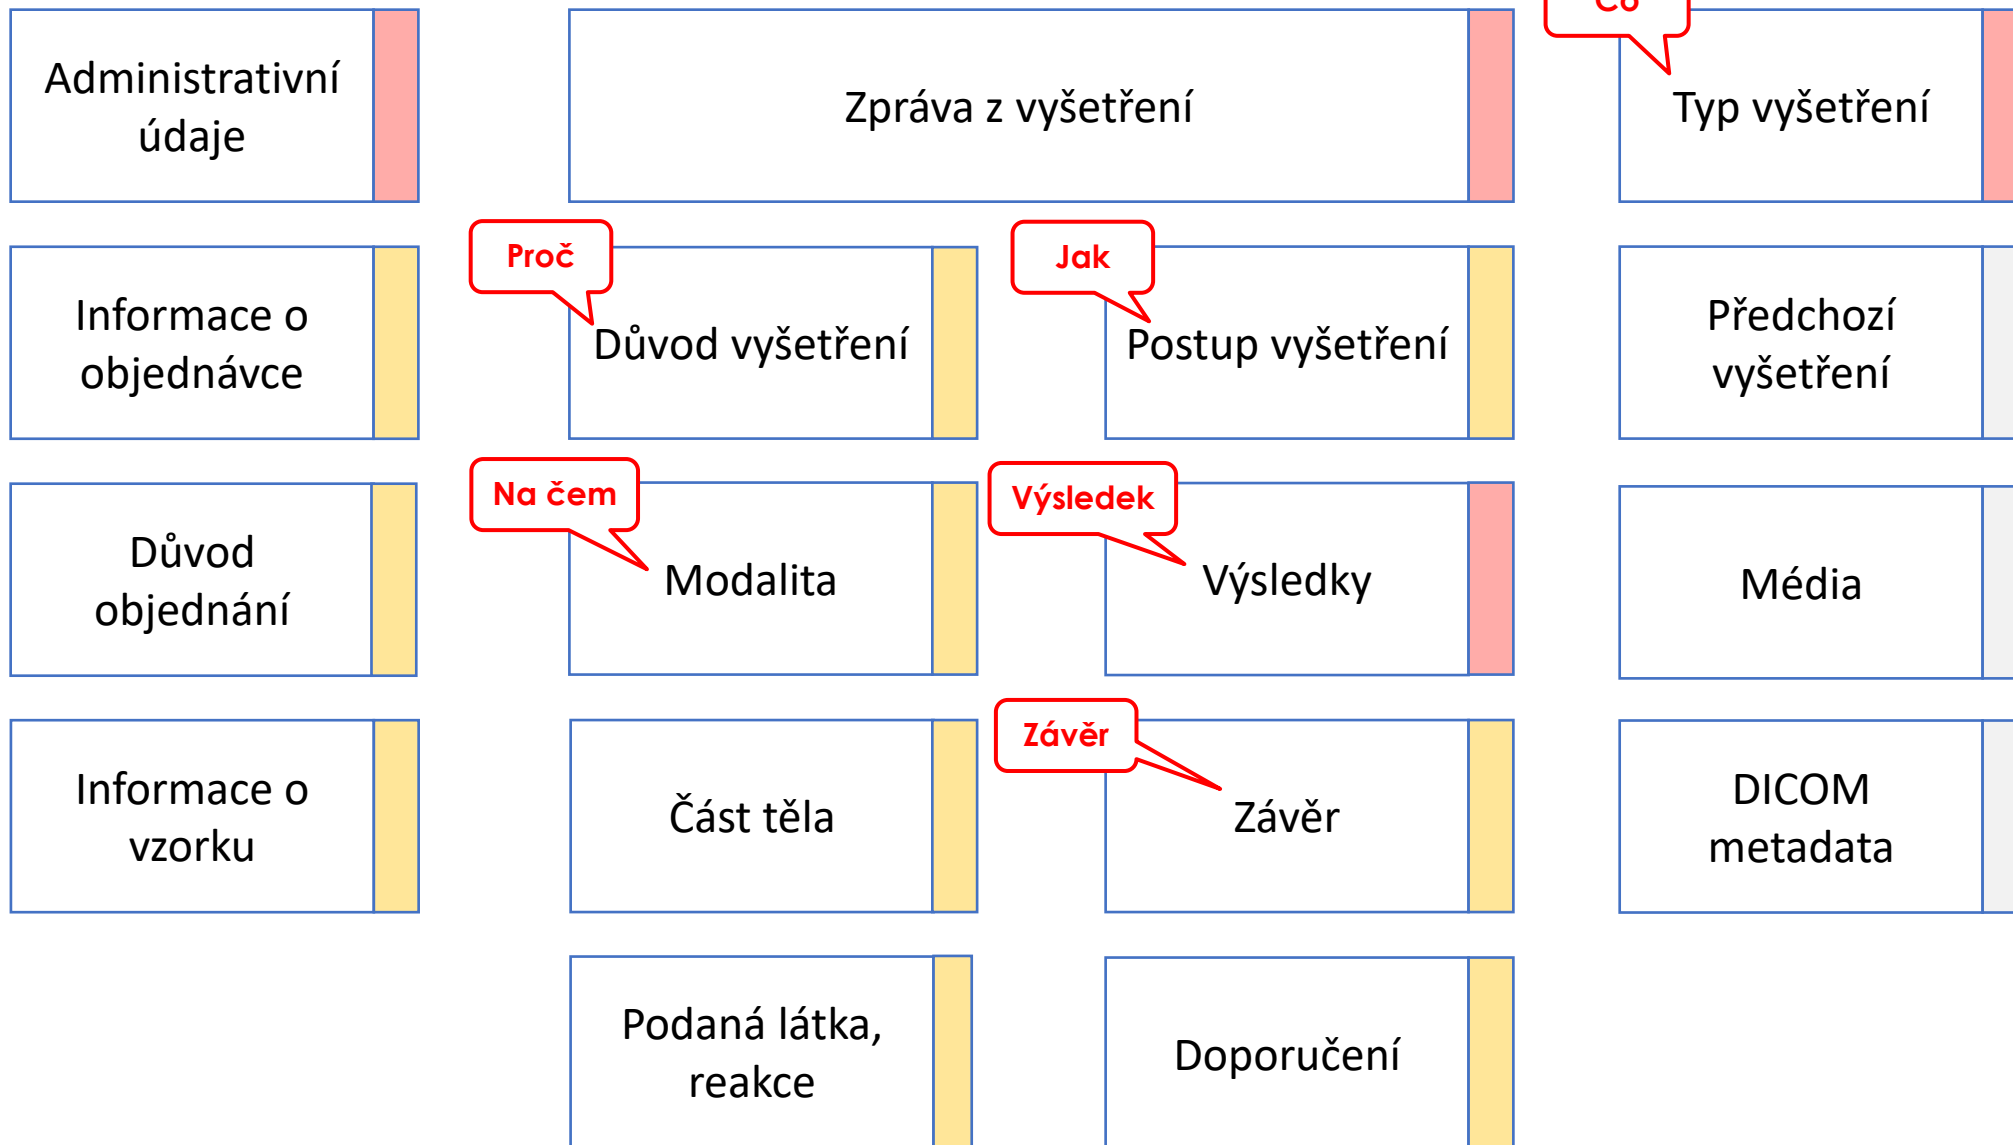 Co
Administrativní
údaje
Zpráva z vyšetření
Typ vyšetření
Proč
Jak
Informace o
objednávce
Důvod vyšetření
Postup vyšetření
Předchozí
vyšetření
Na čem
Výsledek
Důvod
objednání
Modalita
Výsledky
Média
Závěr
Informace o
vzorku
Část těla
Závěr
DICOM
metadata
Podaná látka,
reakce
Doporučení